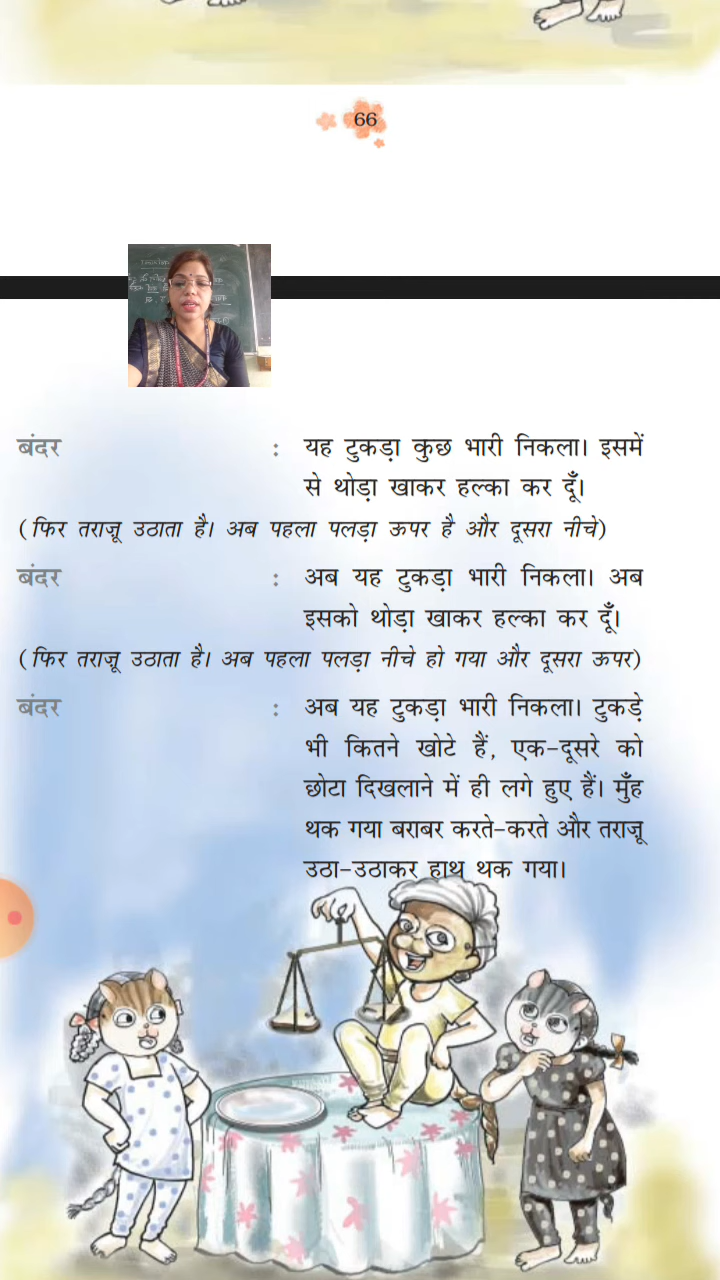 66
बंदर : यह टुकड़ा कुछ भारी निकला। इसमें
से थोड़ा खाकर हल्का कर दूँ।
(फिर तराज़ू उठाता है। अब पहला पलड़ा ऊपर है और दूसरा नीचे)
बंदर : अब यह टुकड़ा भारी निकला। अब
इसको थोड़ा खाकर हल्का कर दूँ।
(फिर तराज़ू उठाता है। अब पहला पलड़ा नीचे हो गया और दूसरा ऊपर)
बंदर : अब यह टुकड़ा भारी निकला। टुकड़े
भी कितने खोटे हैं, एक-दूसरे को
छोटा दिखलाने में ही लगे हुए हैं। मुँह
थक गया बराबर करते-करते और तराज़ू
उठा-उठाकर हाथ थक गया।